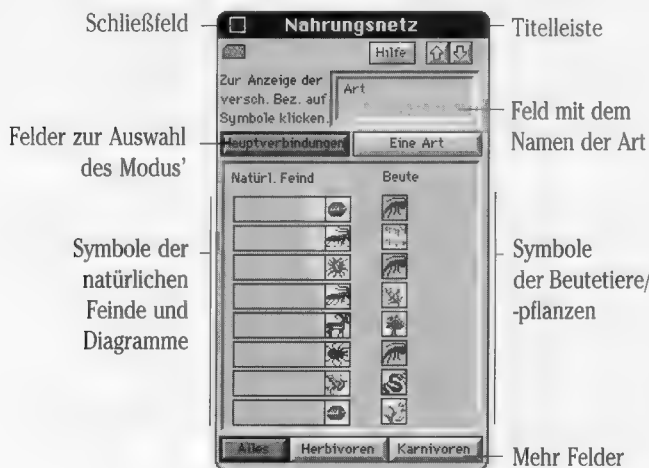 Schließfeld
Nahrungsnetz
Titelleiste
Hilfe
Zur Anzeige der
versch. Bez. auf
Symbole klicken.
Art
Feld mit dem
Namen der Art
Felder zur Auswahl
des Modus'
Hauptverbindungen
Eine Art
Natürl. Feind
Beute
Symbole der
natürlichen
Feinde und
Diagramme
Symbole
der Beutetiere/
-pflanzen
Alles
Herbivoren
Karnivoren
Mehr Felder